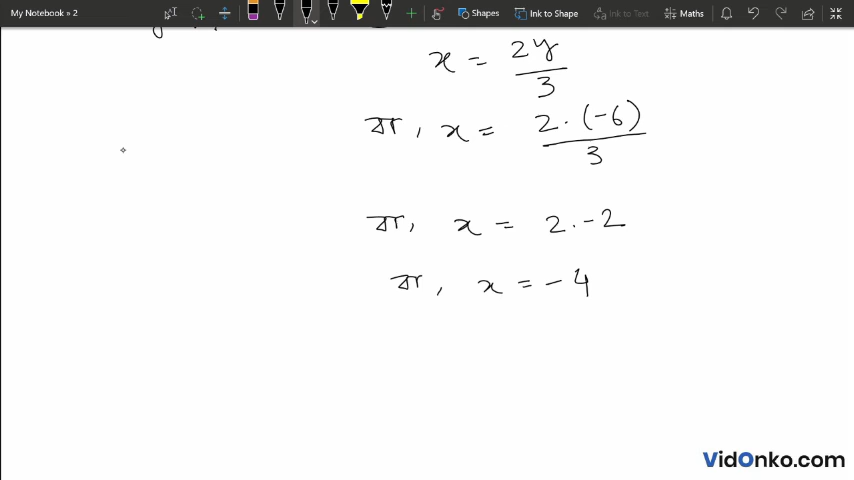 My Notebook » 2
Shapes
Ink to Shape
Ink to Text
Maths
x = 2y/3
বা, x = 2·(-6)/3
বা, x = 2·-2
বা, x = -4
VidOnko.com